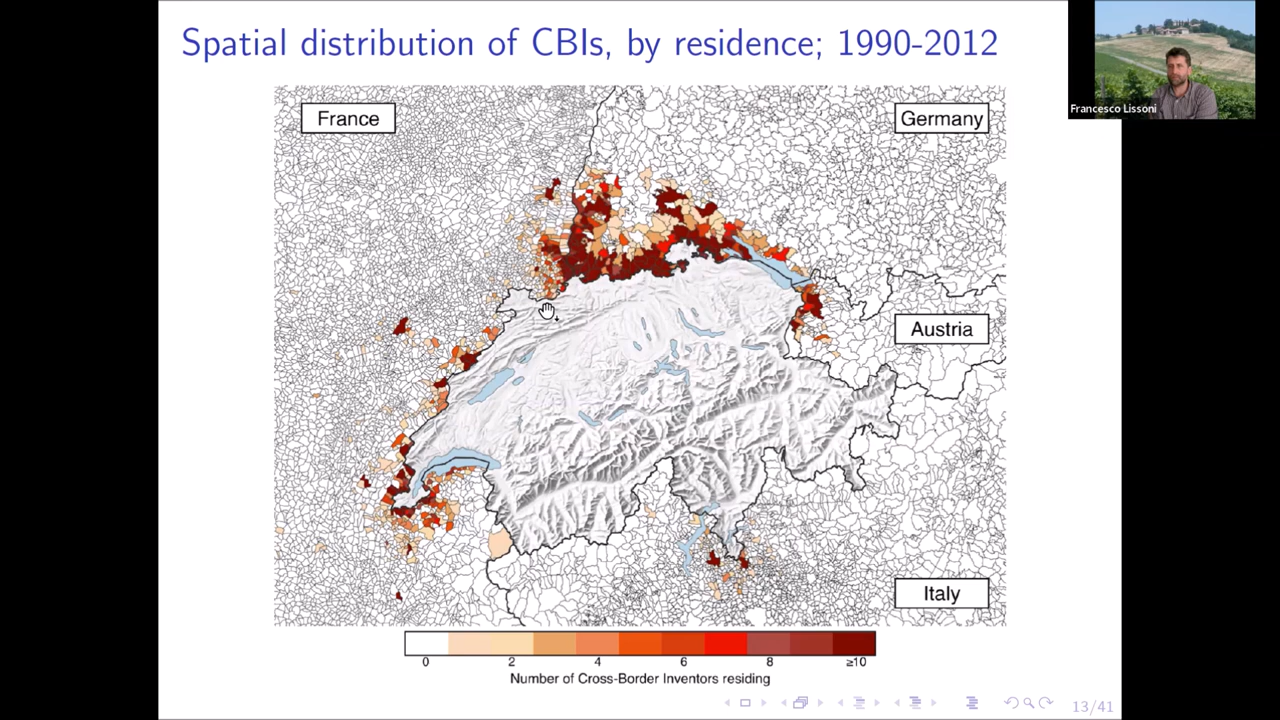 Spatial distribution of CBIs, by residence; 1990-2012
Francesco Lissoni
France
Germany
Austria
Italy
0 2 4 6 8 ≥10
Number of Cross-Border Inventors residing
13/41